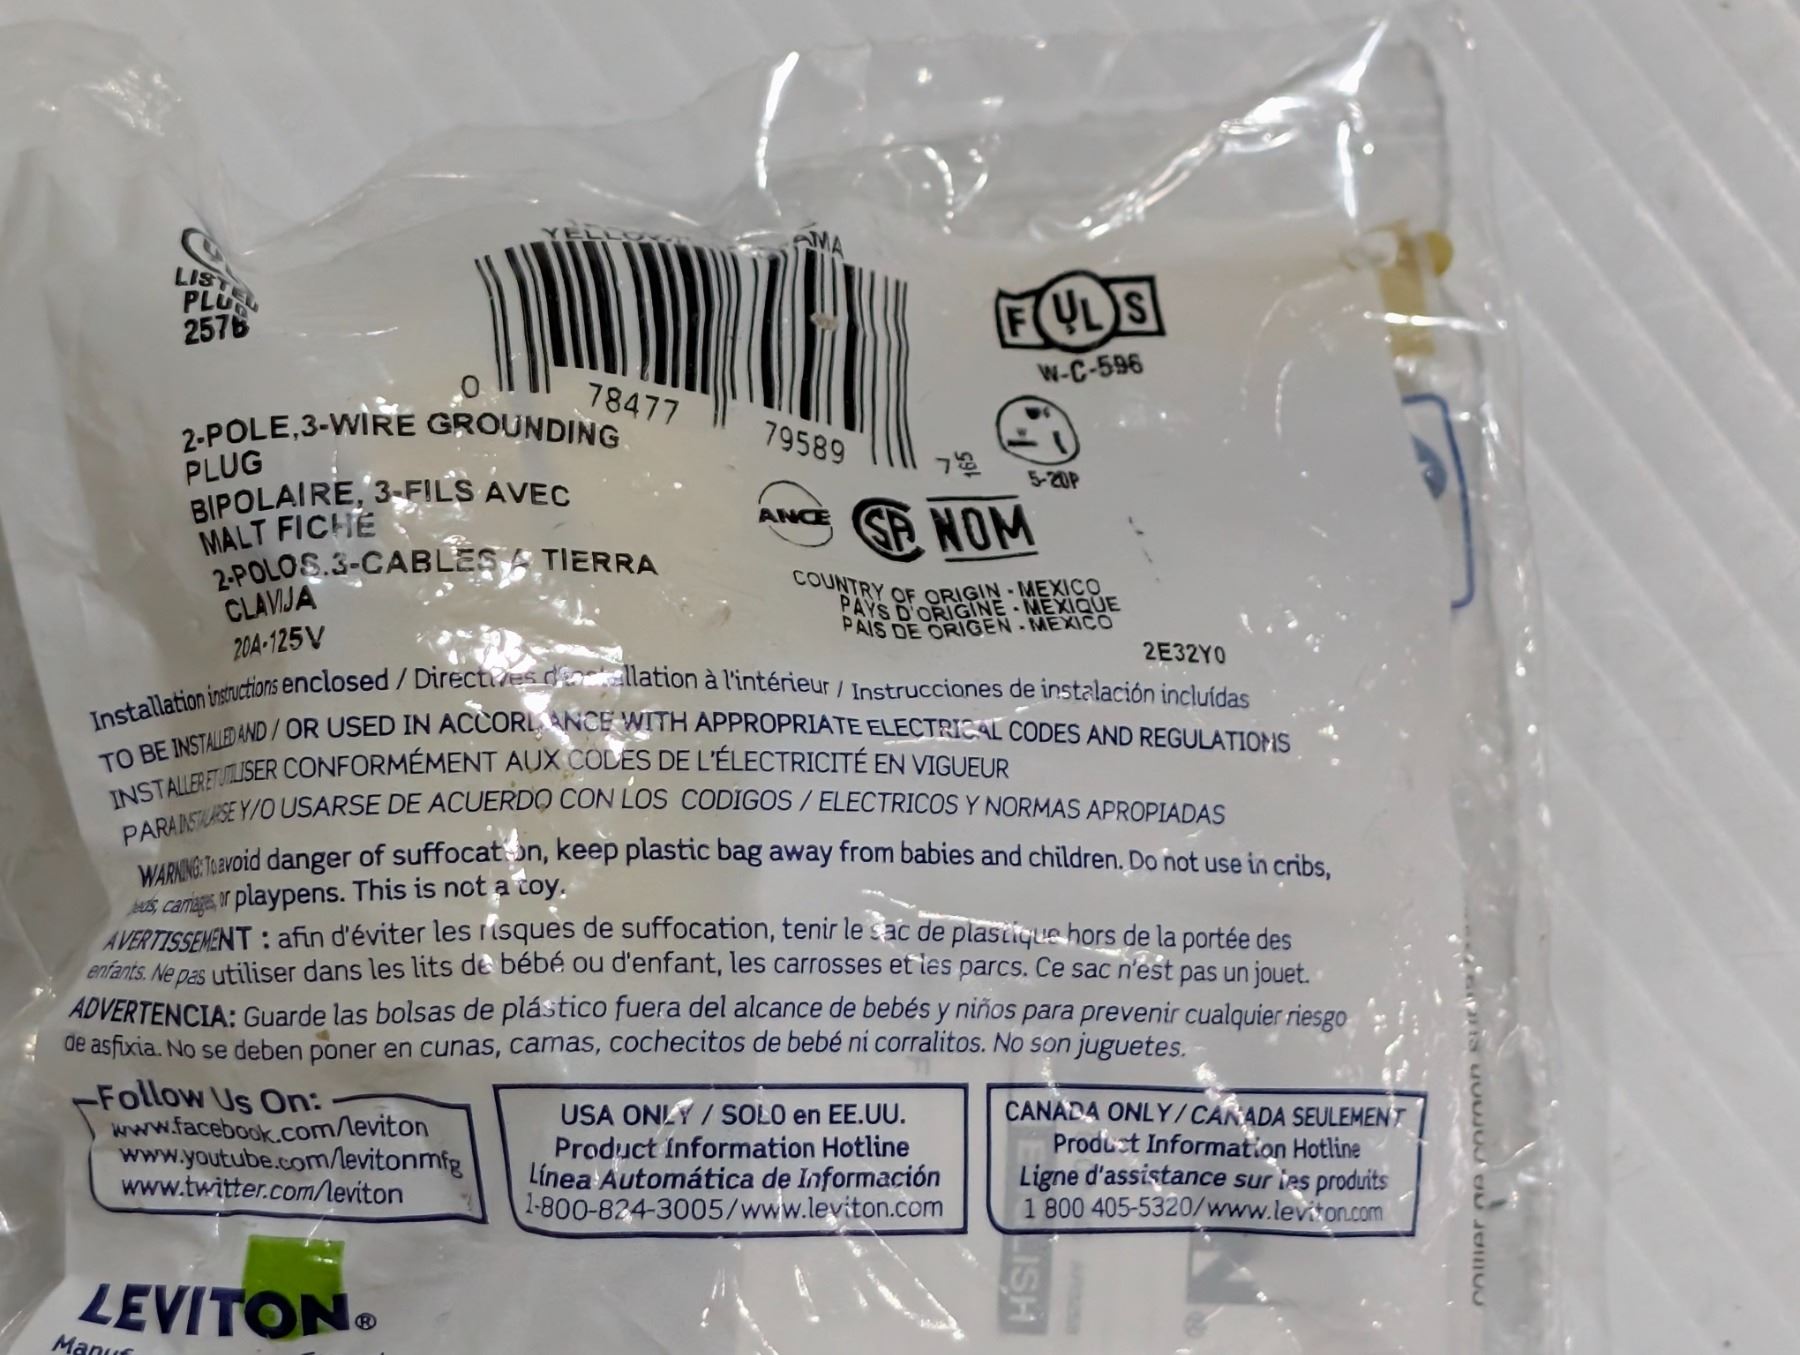 LISTED
PLUG
257B
YELLOW AMA
0 78477 79589 7
165
F UL S
W-C-596
5-20P
2-POLE,3-WIRE GROUNDING
PLUG
BIPOLAIRE, 3-FILS AVEC
MALT FICHE
2-POLOS.3-CABLES A TIERRA
CLAVIJA
20A-125V
ANCE SA NOM
COUNTRY OF ORIGIN - MEXICO
PAYS D'ORIGINE - MEXIQUE
PAIS DE ORIGEN - MEXICO
2E32Y0
Installation instructions enclosed / Directives d'installation à l'intérieur / Instrucciones de instalación incluídas
TO BE INSTALLED AND / OR USED IN ACCORDANCE WITH APPROPRIATE ELECTRICAL CODES AND REGULATIONS
INSTALLER ET UTILISER CONFORMÉMENT AUX CODES DE L'ÉLECTRICITÉ EN VIGUEUR
PARA INSTALARSE Y/O USARSE DE ACUERDO CON LOS CODIGOS / ELECTRICOS Y NORMAS APROPIADAS
WARNING: To avoid danger of suffocation, keep plastic bag away from babies and children. Do not use in cribs,
beds, carriages, or playpens. This is not a toy.
AVERTISSEMENT : afin d'éviter les risques de suffocation, tenir le sac de plastique hors de la portée des
enfants. Ne pas utiliser dans les lits de bébé ou d'enfant, les carrosses et les parcs. Ce sac n'est pas un jouet.
ADVERTENCIA: Guarde las bolsas de plástico fuera del alcance de bebés y niños para prevenir cualquier riesgo
de asfixia. No se deben poner en cunas, camas, cochecitos de bebé ni corralitos. No son juguetes.
Follow Us On:
www.facebook.com/leviton
www.youtube.com/levitonmfg
www.twitter.com/leviton
USA ONLY / SOLO en EE.UU.
Product Information Hotline
Línea Automática de Información
1-800-824-3005/www.leviton.com
CANADA ONLY/ CANADA SEULEMENT
Product Information Hotline
Ligne d'assistance sur les produits
1 800 405-5320/www.leviton.com
LEVITON®